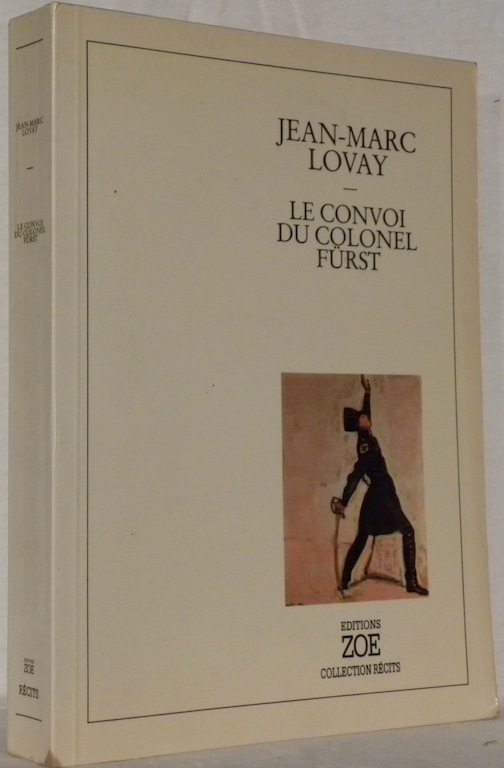 JEAN-MARC
LOVAY
LE CONVOI
DU COLONEL
FÜRST
EDITIONS
ZOE
COLLECTION RÉCITS
JEAN-MARC
LOVAY
LE CONVOI
DU COLONEL
FÜRST
EDITIONS
ZOE
RÉCITS